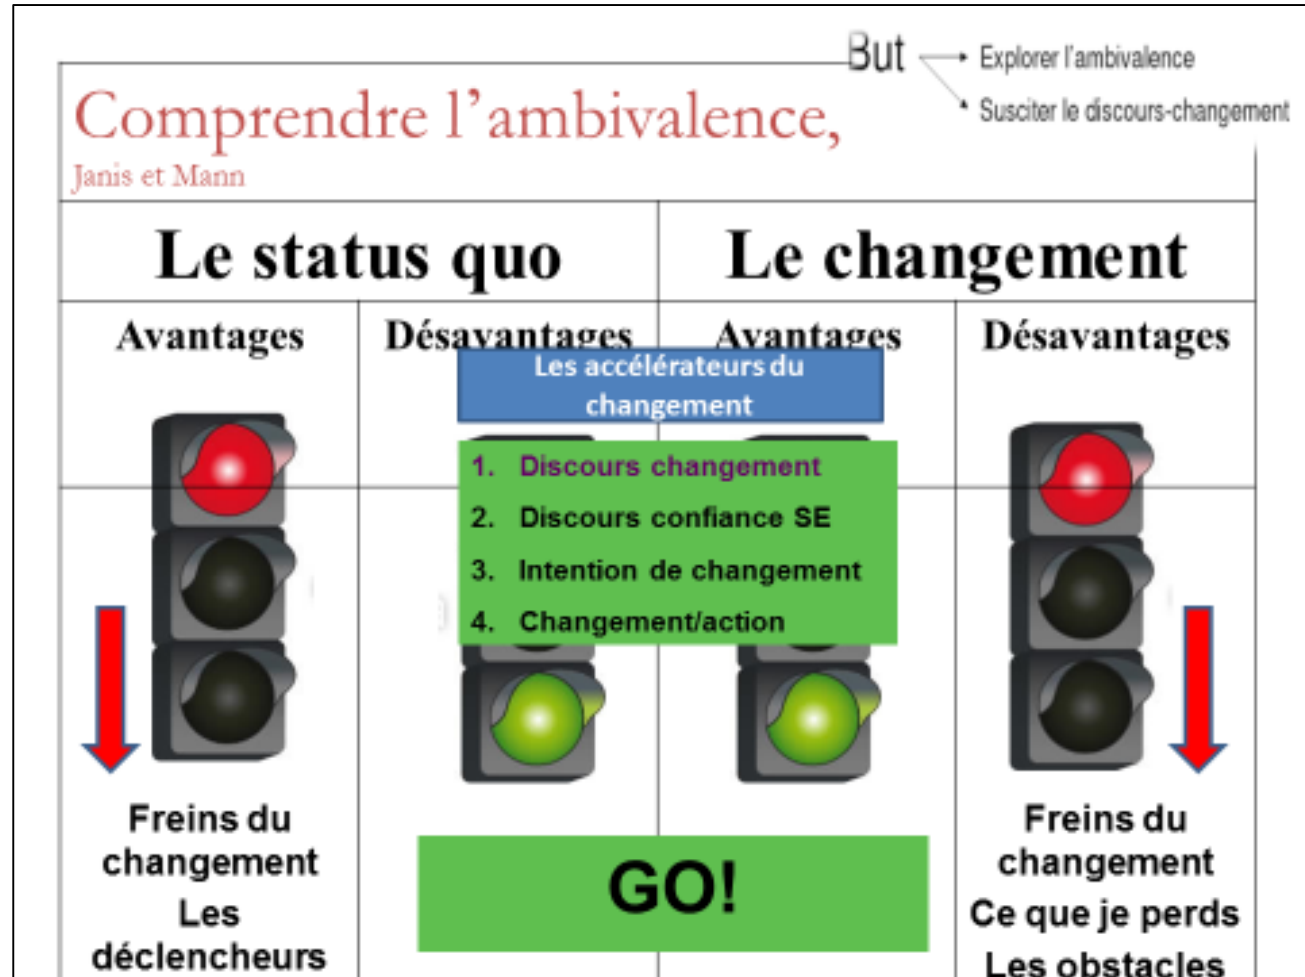 But
Explorer l'ambivalence
Susciter le discours-changement
Comprendre l'ambivalence,
Janis et Mann
Le status quo
Le changement
Avantages
Désavantages
Avantages
Désavantages
Les accélérateurs du
changement
1. Discours changement
2. Discours confiance SE
3. Intention de changement
4. Changement/action
Freins du
changement
Les
déclencheurs
GO!
Freins du
changement
Ce que je perds
Les obstacles